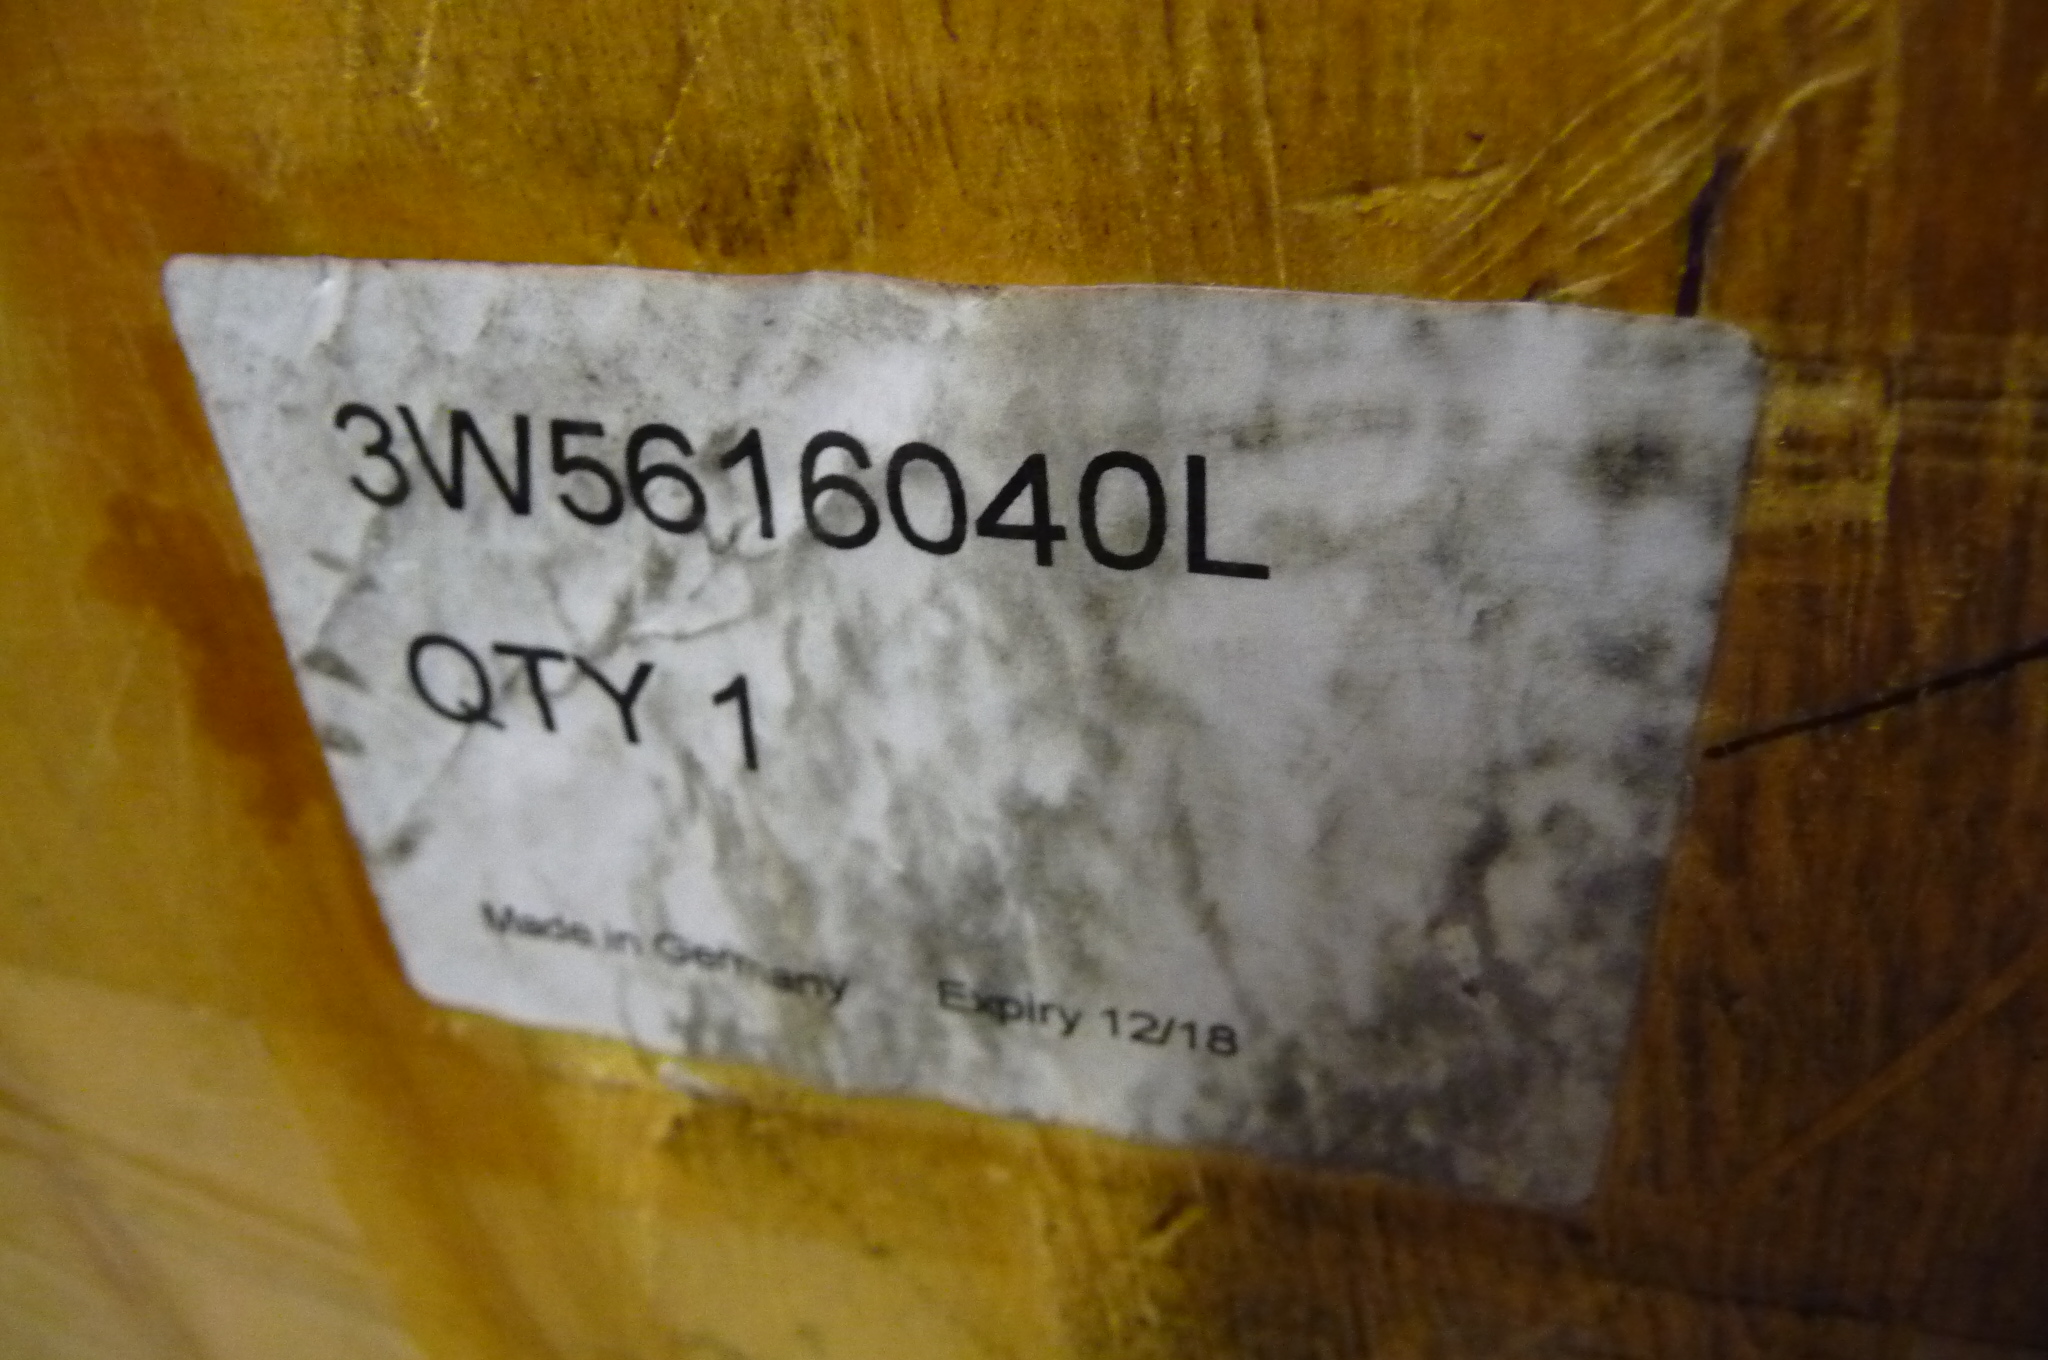 3W5616040L
QTY 1
Made in Germany Expiry 12/18